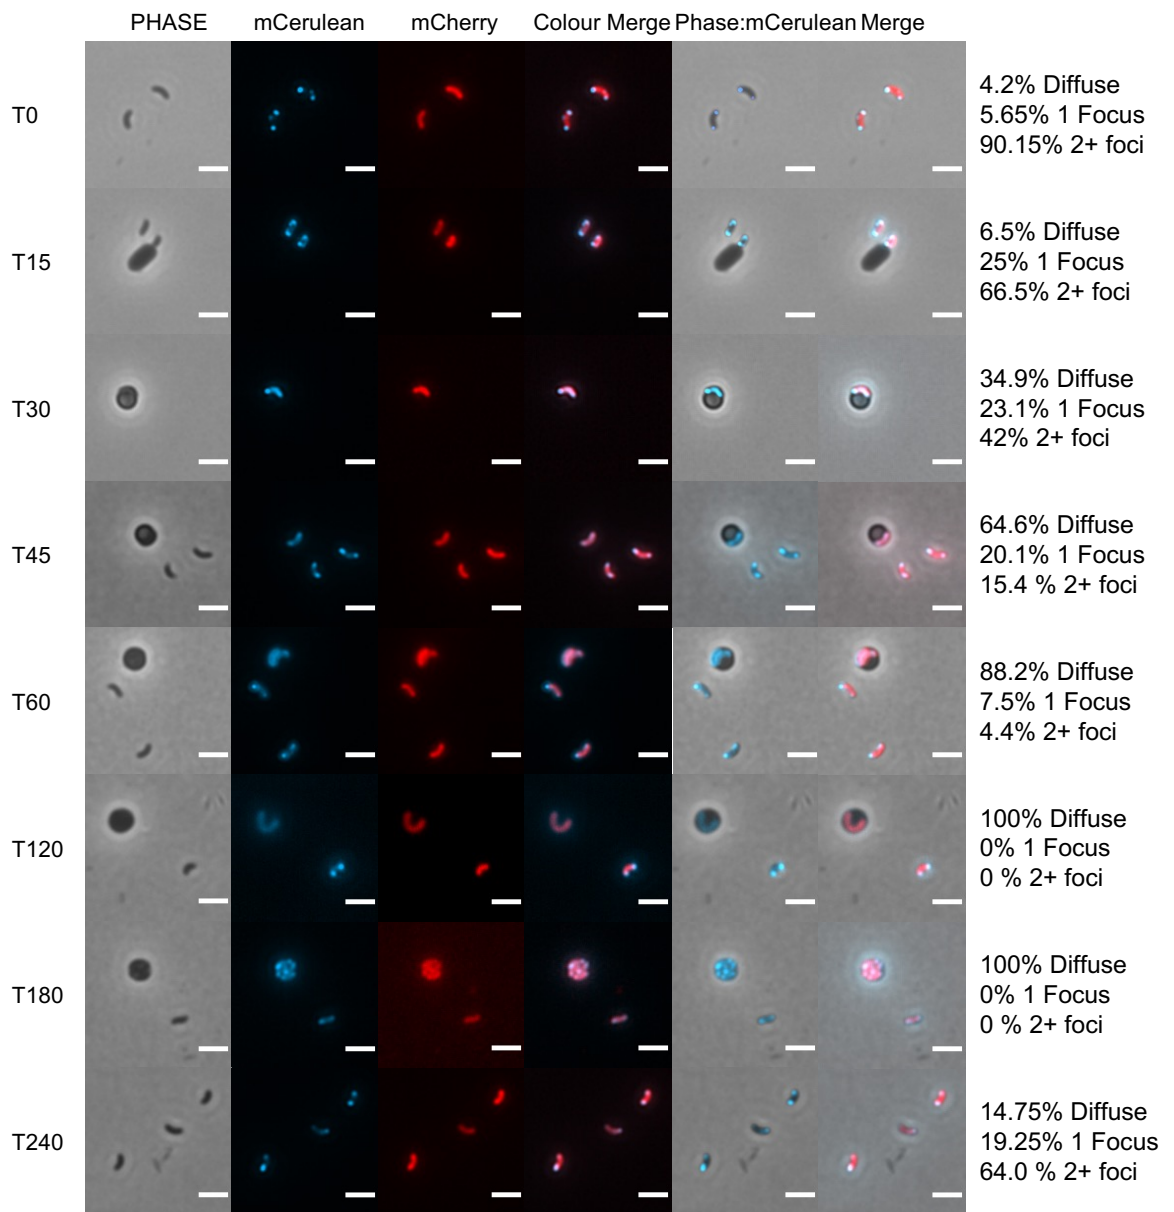 PHASE mCerulean mCherry Colour Merge Phase:mCerulean Merge
T0
4.2% Diffuse
5.65% 1 Focus
90.15% 2+ foci
T15
6.5% Diffuse
25% 1 Focus
66.5% 2+ foci
T30
34.9% Diffuse
23.1% 1 Focus
42% 2+ foci
T45
64.6% Diffuse
20.1% 1 Focus
15.4 % 2+ foci
T60
88.2% Diffuse
7.5% 1 Focus
4.4% 2+ foci
T120
100% Diffuse
0% 1 Focus
0 % 2+ foci
T180
100% Diffuse
0% 1 Focus
0 % 2+ foci
T240
14.75% Diffuse
19.25% 1 Focus
64.0 % 2+ foci